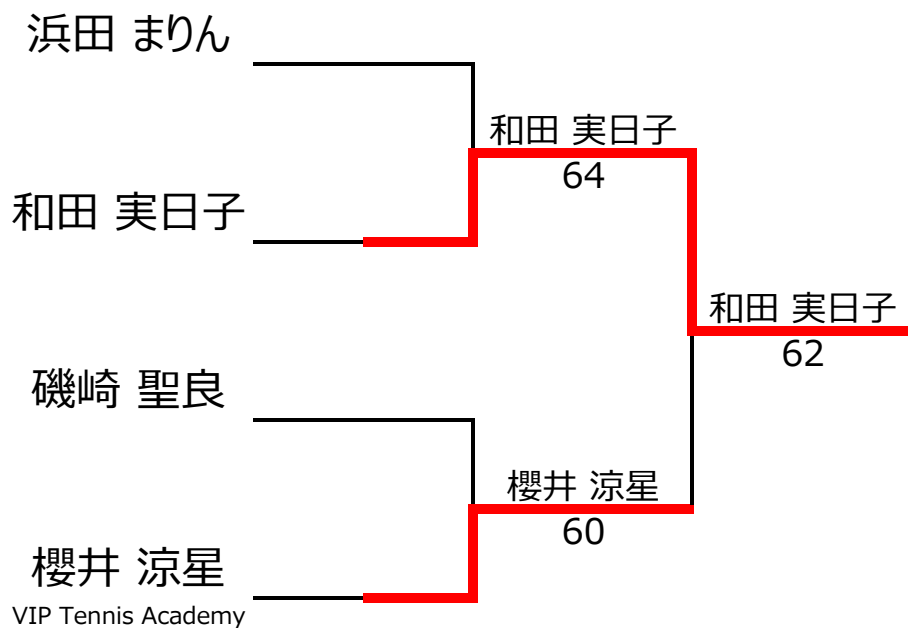 浜田 まりん
和田 実日子
64
和田 実日子
和田 実日子
62
磯崎 聖良
櫻井 涼星
60
櫻井 涼星
VIP Tennis Academy